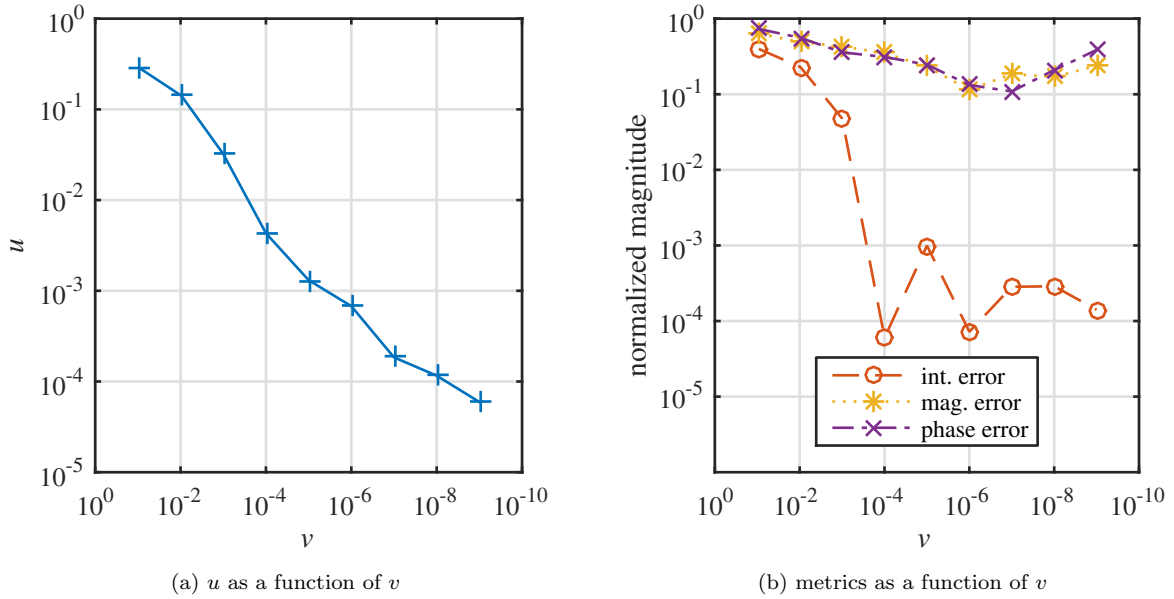 10^0
10^-1
10^-2
10^-3
10^-4
10^-5
u
10^0 10^-2 10^-4 10^-6 10^-8 10^-10
v
(a) u as a function of v
10^0
10^-1
10^-2
10^-3
10^-4
10^-5
normalized magnitude
int. error
mag. error
phase error
10^0 10^-2 10^-4 10^-6 10^-8 10^-10
v
(b) metrics as a function of v